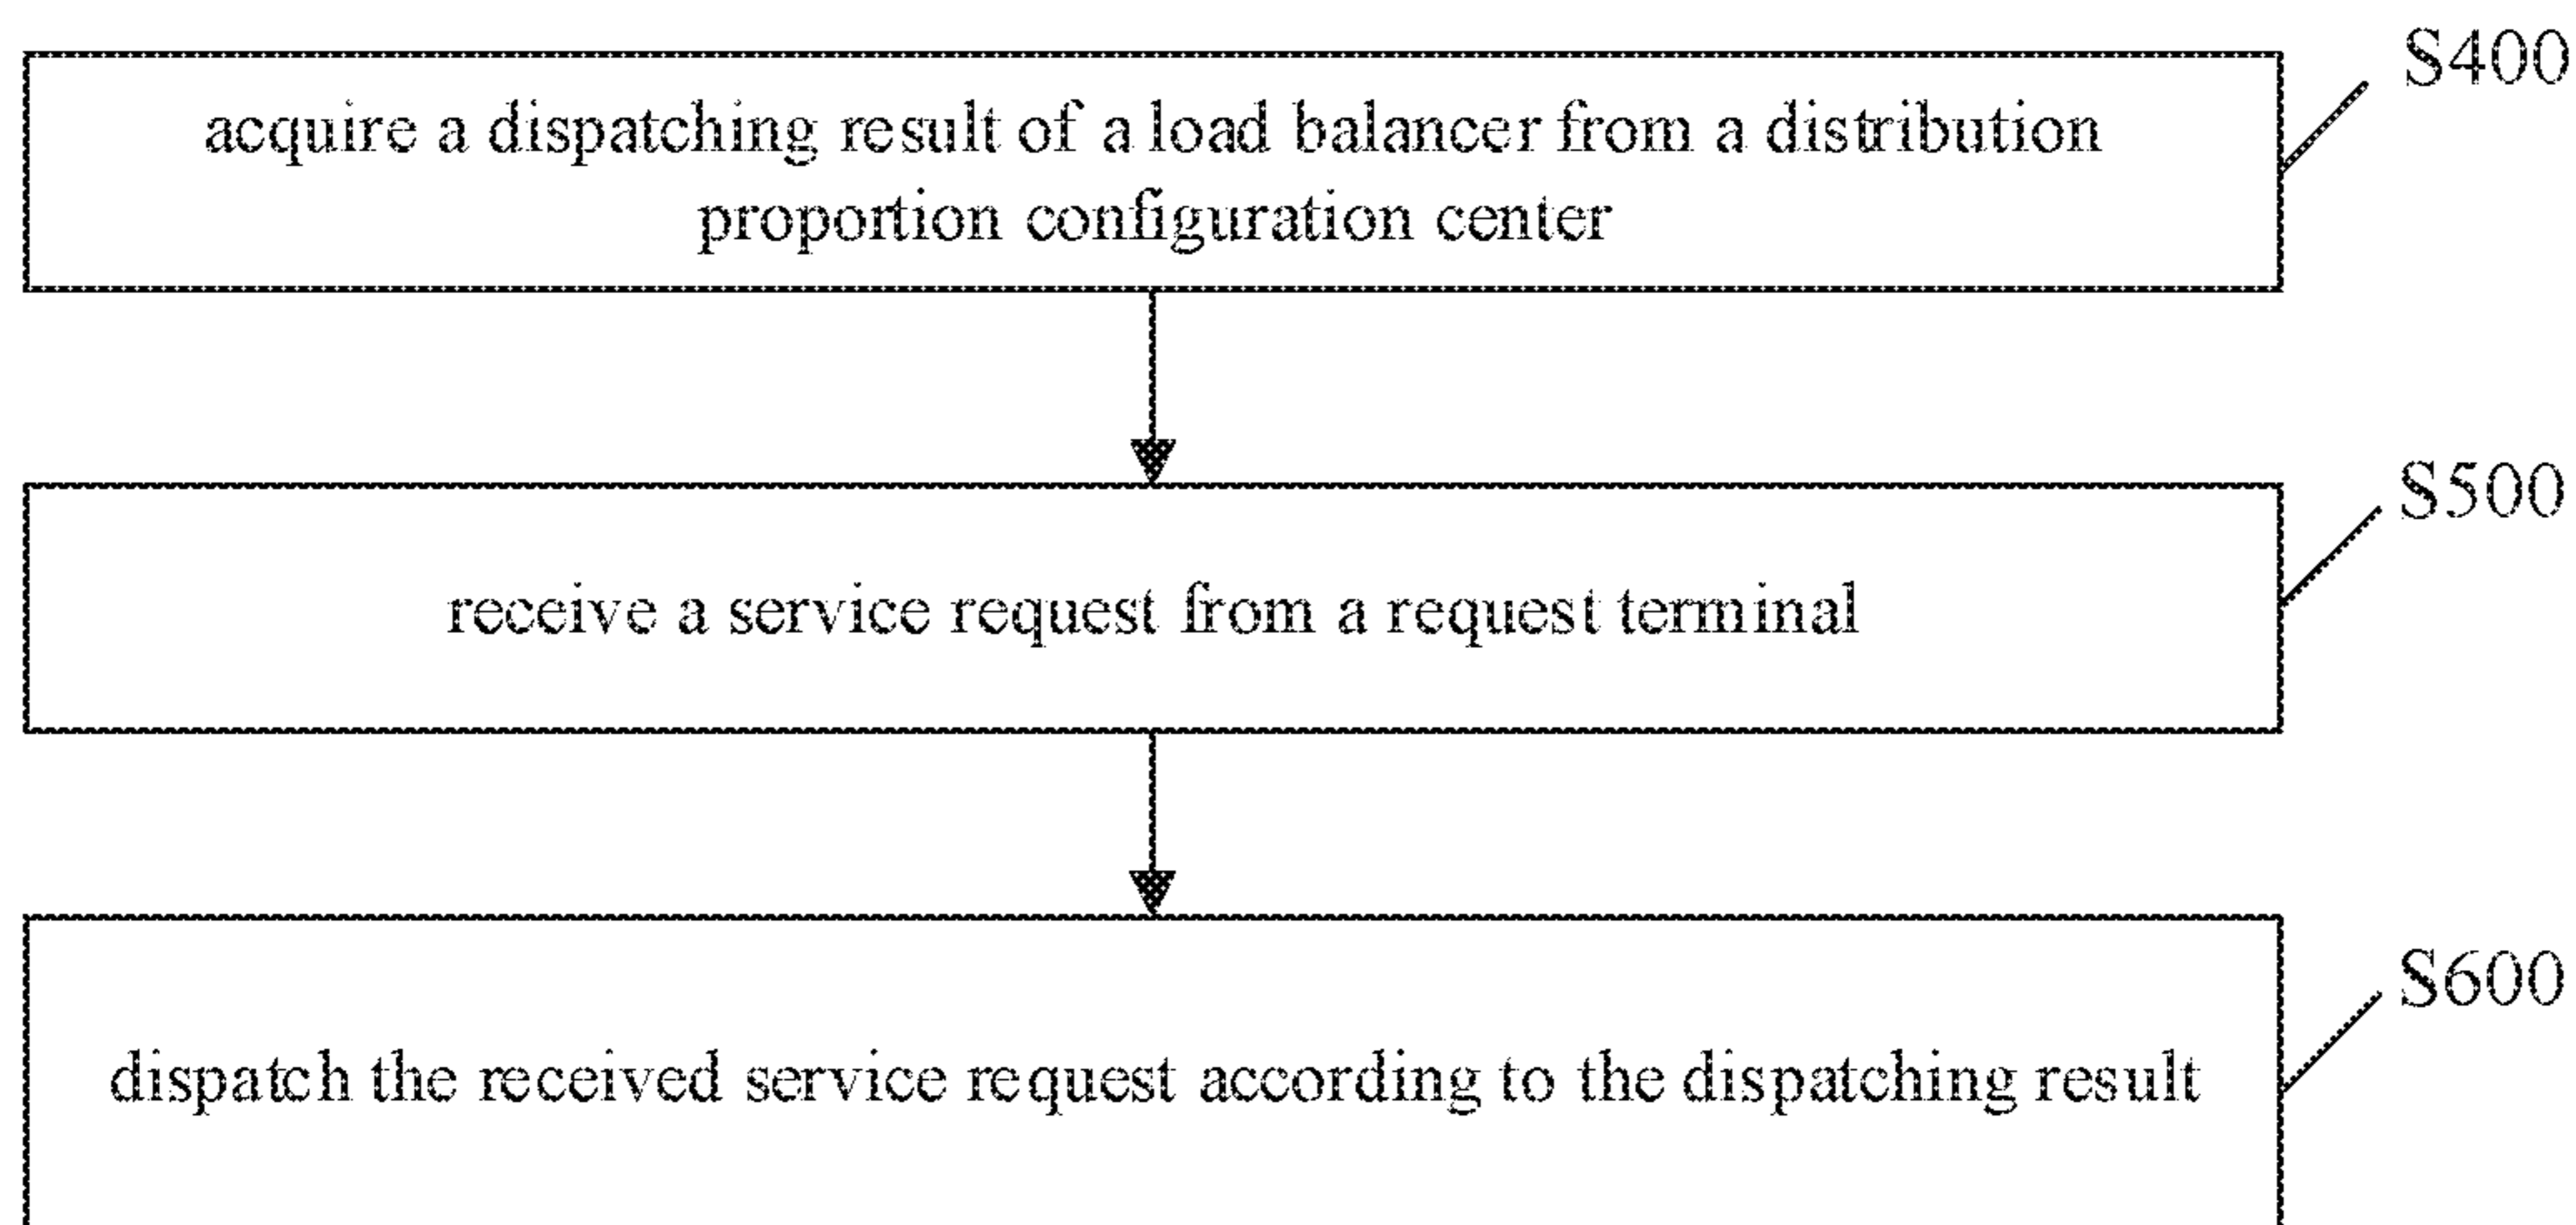 S400
acquire a dispatching result of a load balancer from a distribution
proportion configuration center
S500
receive a service request from a request terminal
S600
dispatch the received service request according to the dispatching result